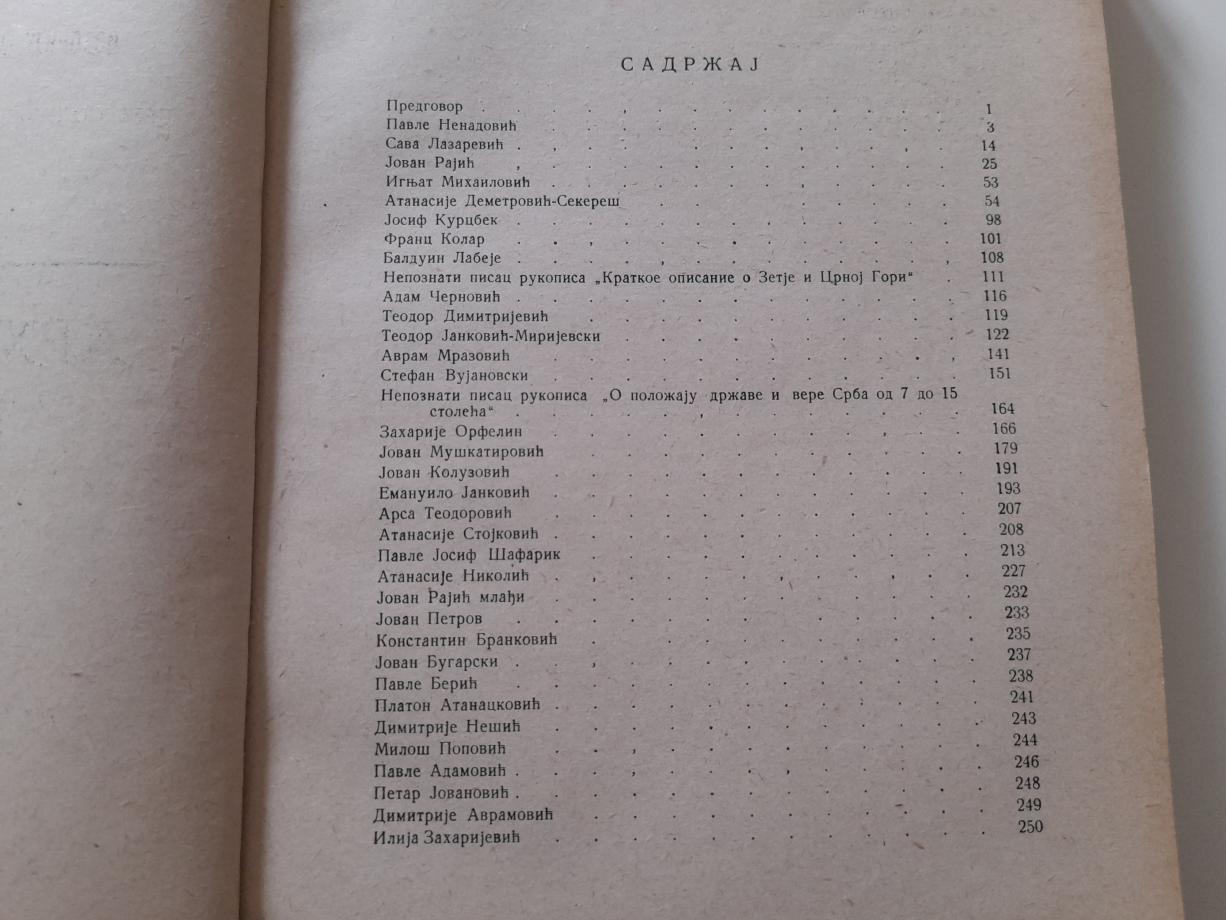 САДРЖАЈ
Предговор . . . . . . . . . . . . . 1
Павле Ненадовић . . . . . . . . . . . 3
Сава Лазаревић . . . . . . . . . . . . 14
Јован Рајић . . . . . . . . . . . . 25
Игњат Михаиловић . . . . . . . . . . . 53
Атанасије Деметровић-Секереш . . . . . . . . 54
Јосиф Курцбек . . . . . . . . . . . . 98
Франц Колар . . . . . . . . . . . . 101
Балдуин Лабеје . . . . . . . . . . . . 108
Непознати писац рукописа „Краткое описание о Зетје и Црној Гори“ . 111
Адам Черновић . . . . . . . . . . . . 116
Теодор Димитријевић . . . . . . . . . . 119
Теодор Јанковић-Миријевски . . . . . . . . . 122
Аврам Мразовић . . . . . . . . . . . 141
Стефан Вујановски . . . . . . . . . . . 151
Непознати писац рукописа „О положају државе и вере Срба од 7 до 15
столећа“ . . . . . . . . . . . . 164
Захарије Орфелин . . . . . . . . . . . 166
Јован Мушкатировић . . . . . . . . . . 179
Јован Колузовић . . . . . . . . . . . 191
Емануило Јанковић . . . . . . . . . . . 193
Арса Теодоровић . . . . . . . . . . . 207
Атанасије Стојковић . . . . . . . . . . . 208
Павле Јосиф Шафарик . . . . . . . . . . 213
Атанасије Николић . . . . . . . . . . . 227
Јован Рајић млађи . . . . . . . . . . . 232
Јован Петров . . . . . . . . . . . . 233
Константин Бранковић . . . . . . . . . . 235
Јован Бугарски . . . . . . . . . . . . 237
Павле Берић . . . . . . . . . . . . 238
Платон Атанацковић . . . . . . . . . . . 241
Димитрије Нешић . . . . . . . . . . . 243
Милош Поповић . . . . . . . . . . . 244
Павле Адамовић . . . . . . . . . . . . 246
Петар Јовановић . . . . . . . . . . . . 248
Димитрије Аврамовић . . . . . . . . . . 249
Илија Захаријевић . . . . . . . . . . . 250